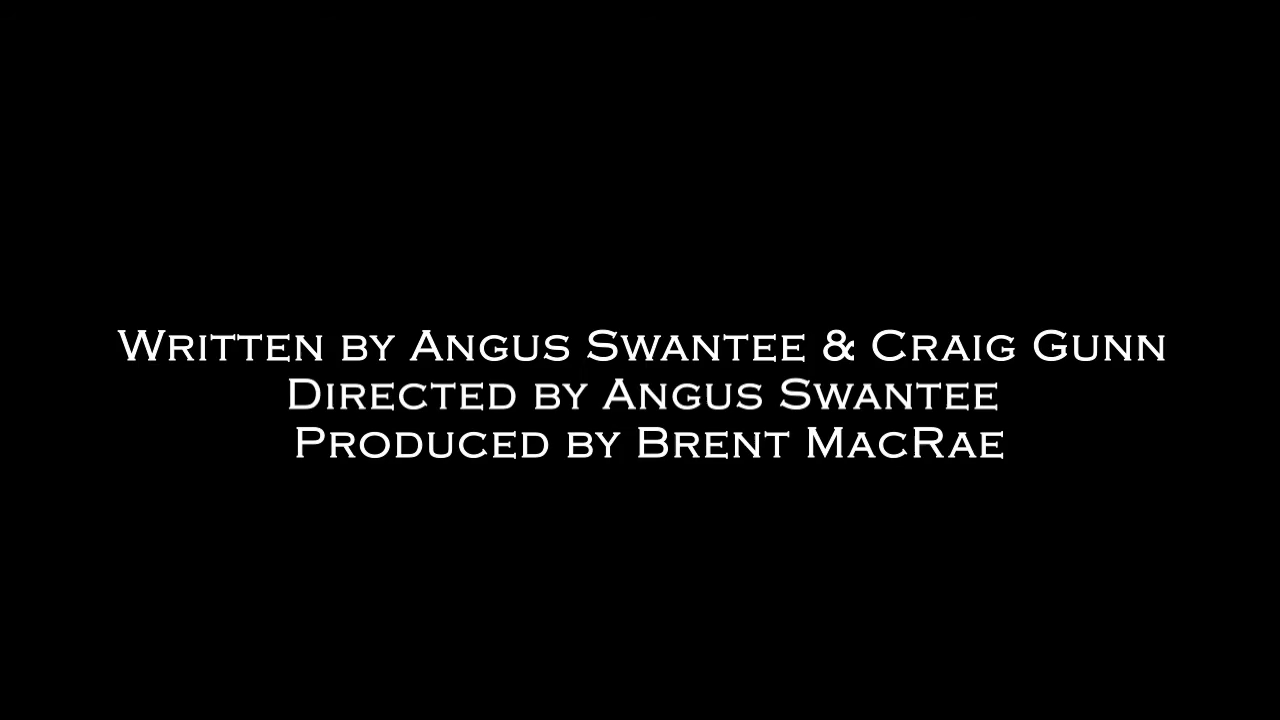 Written by Angus Swantee & Craig Gunn
Directed by Angus Swantee
Produced by Brent MacRae